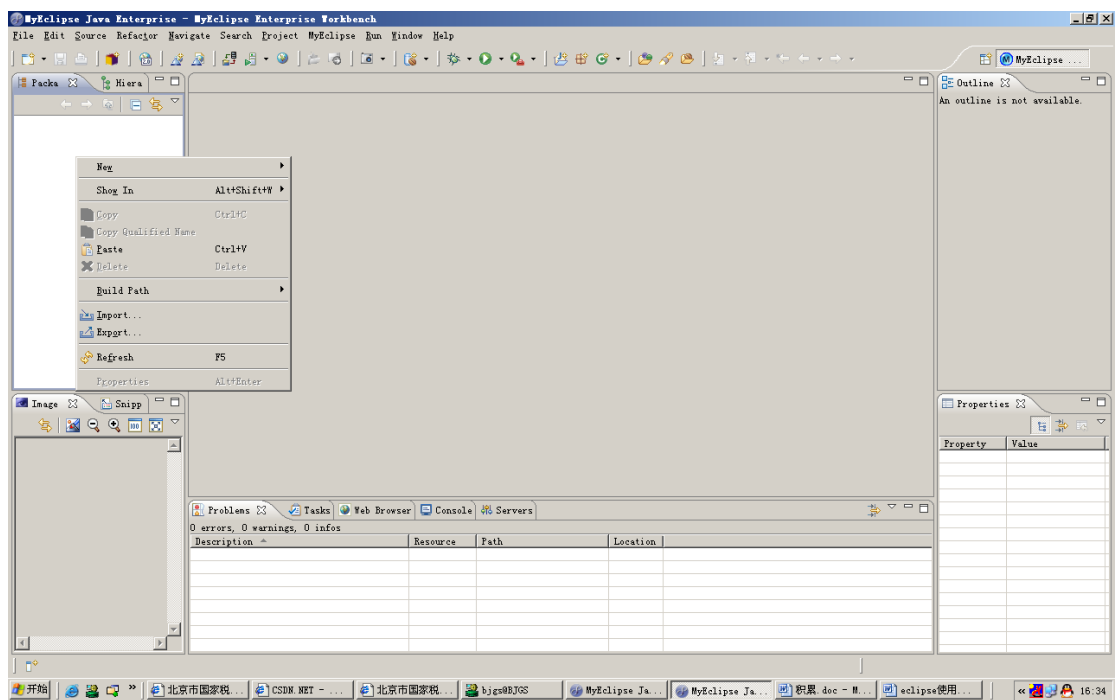 MyEclipse Java Enterprise - MyEclipse Enterprise Workbench
File Edit Source Refactor Navigate Search Project MyEclipse Run Window Help
MyEclipse ...
Packa Hiera
Outline
An outline is not available.
New
Show In Alt+Shift+W
Copy Ctrl+C
Copy Qualified Name
Paste Ctrl+V
Delete Delete
Build Path
Import...
Export...
Refresh F5
Properties Alt+Enter
Image Snipp
Properties
Property Value
Problems Tasks Web Browser Console Servers
0 errors, 0 warnings, 0 infos
Description Resource Path Location
开始 » 北京市国家税... CSDN.NET - ... 北京市国家税... bjgs@BJGS MyEclipse Ja... MyEclipse Ja... 积累.doc - M... eclipse使用... « 16:34